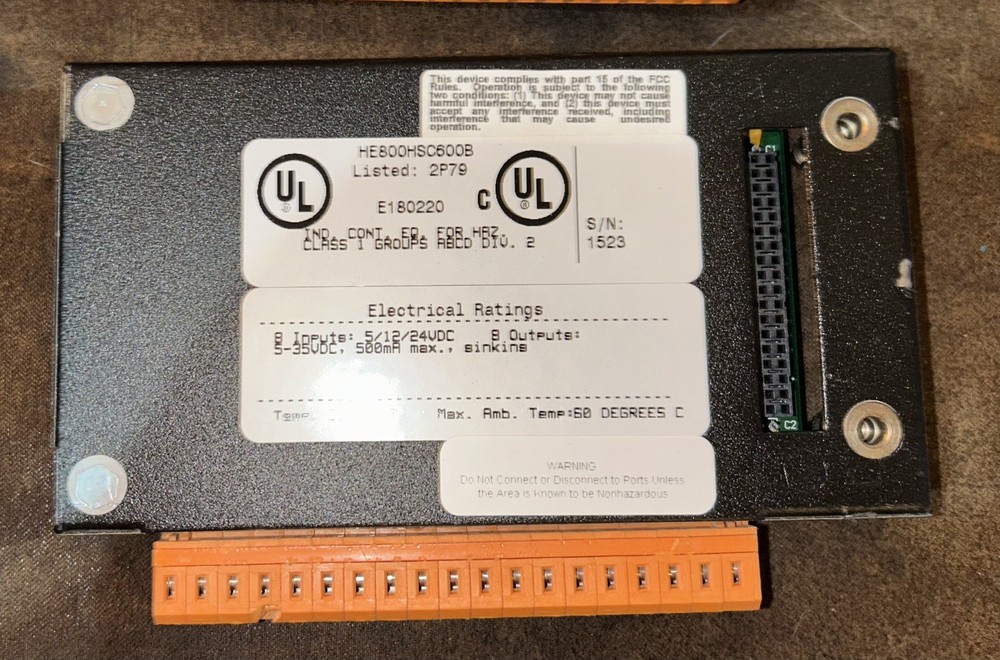 This device complies with part 15 of the FCC
Rules. Operation is subject to the following
two conditions: (1) This device may not cause
harmful interference, and (2) this device must
accept any interference received, including
interference that may cause undesired
operation.
HE800HSC600B
Listed: 2P79
UL
®
C
UL
®
E180220
IND. CONT. EQ. FOR HAZ.
CLASS 1 GROUPS ABCD DIV. 2
S/N:
1523
C1
Electrical Ratings
8 Inputs: 5/12/24VDC 8 Outputs:
5-35VDC, 500mA max., sinking
Max. Amb. Temp:60 DEGREES C
C2
WARNING
Do Not Connect or Disconnect to Ports Unless
the Area is Known to be Nonhazardous